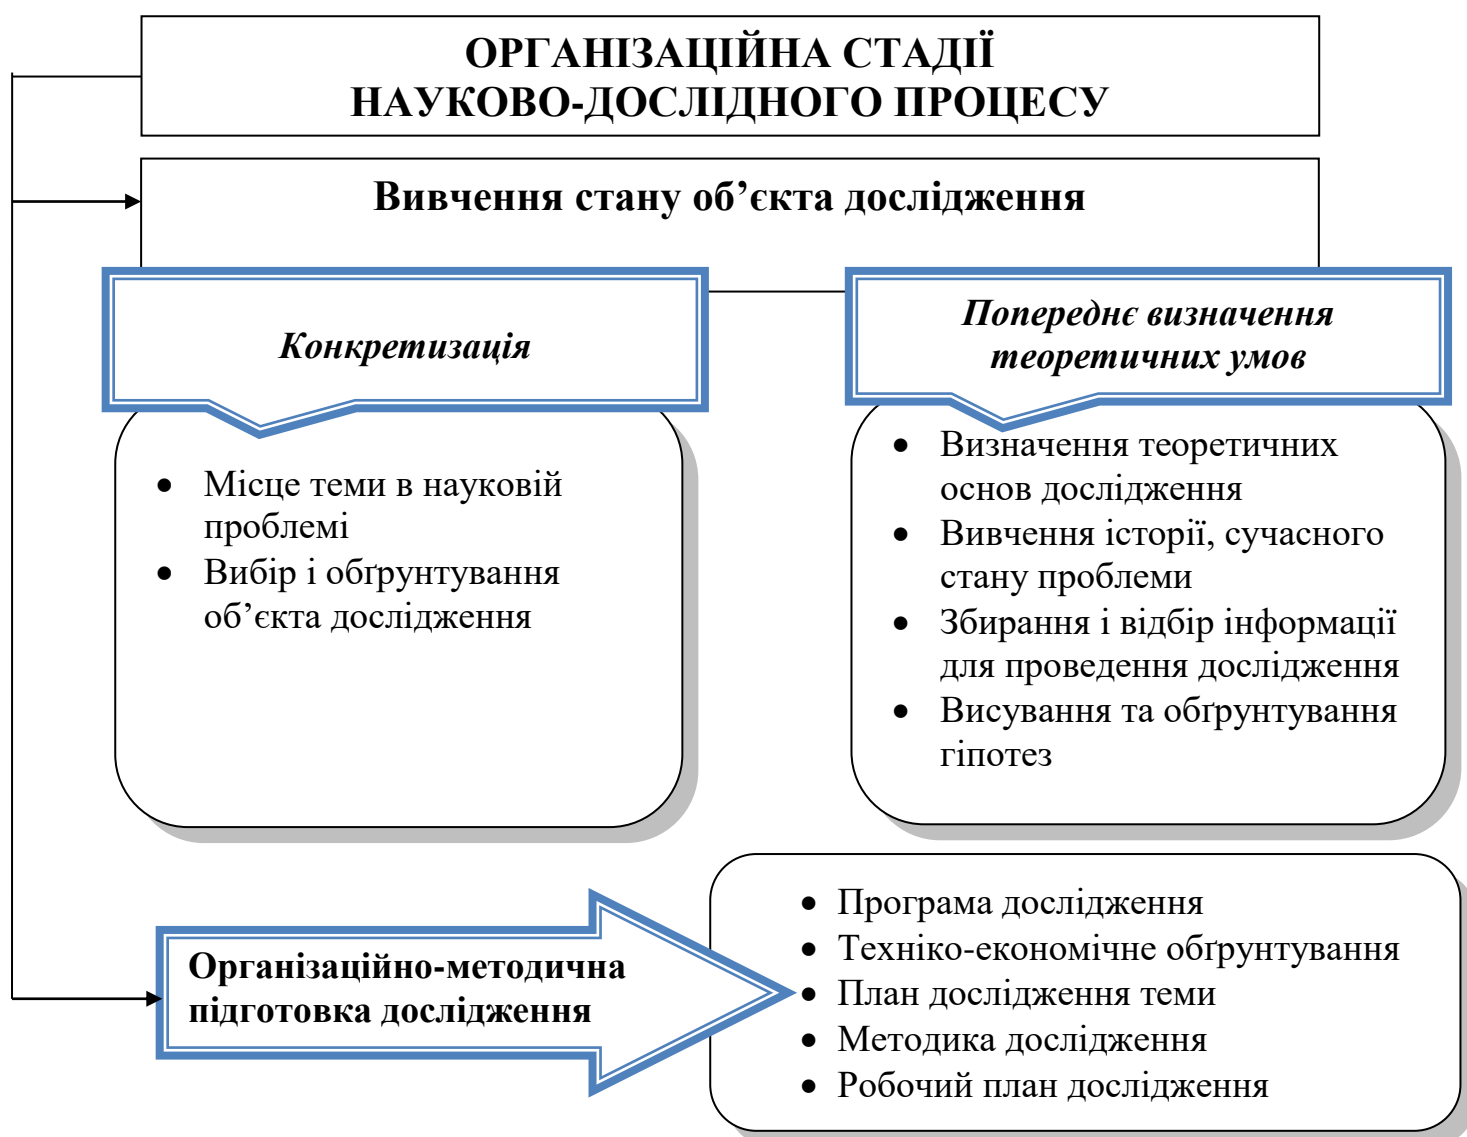 ОРГАНІЗАЦІЙНА СТАДІЇ
НАУКОВО-ДОСЛІДНОГО ПРОЦЕСУ
Вивчення стану об’єкта дослідження
Конкретизація
• Місце теми в науковій
проблемі
• Вибір і обґрунтування
об’єкта дослідження
Попереднє визначення
теоретичних умов
• Визначення теоретичних
основ дослідження
• Вивчення історії, сучасного
стану проблеми
• Збирання і відбір інформації
для проведення дослідження
• Висування та обґрунтування
гіпотез
Організаційно-методична
підготовка дослідження
• Програма дослідження
• Техніко-економічне обґрунтування
• План дослідження теми
• Методика дослідження
• Робочий план дослідження